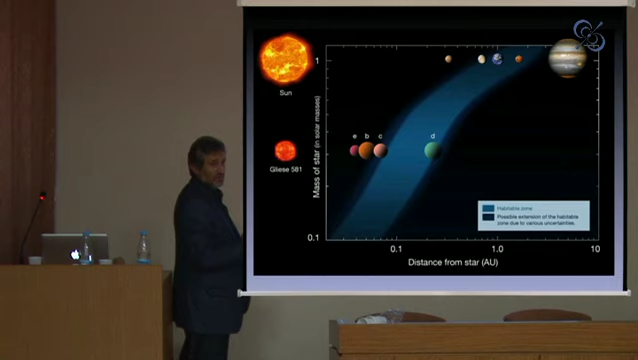 Sun
Gliese 581
Mass of star (in solar masses)
1
0.1
e b c d
0.1 1.0 10
Distance from star (AU)
Habitable zone
Possible extension of the habitable
zone due to various uncertainties.